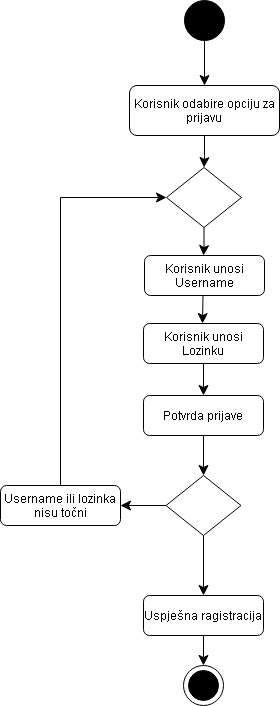 Korisnik odabire opciju za
prijavu
Korisnik unosi
Username
Korisnik unosi
Lozinku
Potvrda prijave
Username ili lozinka
nisu točni
Uspješna ragistracija